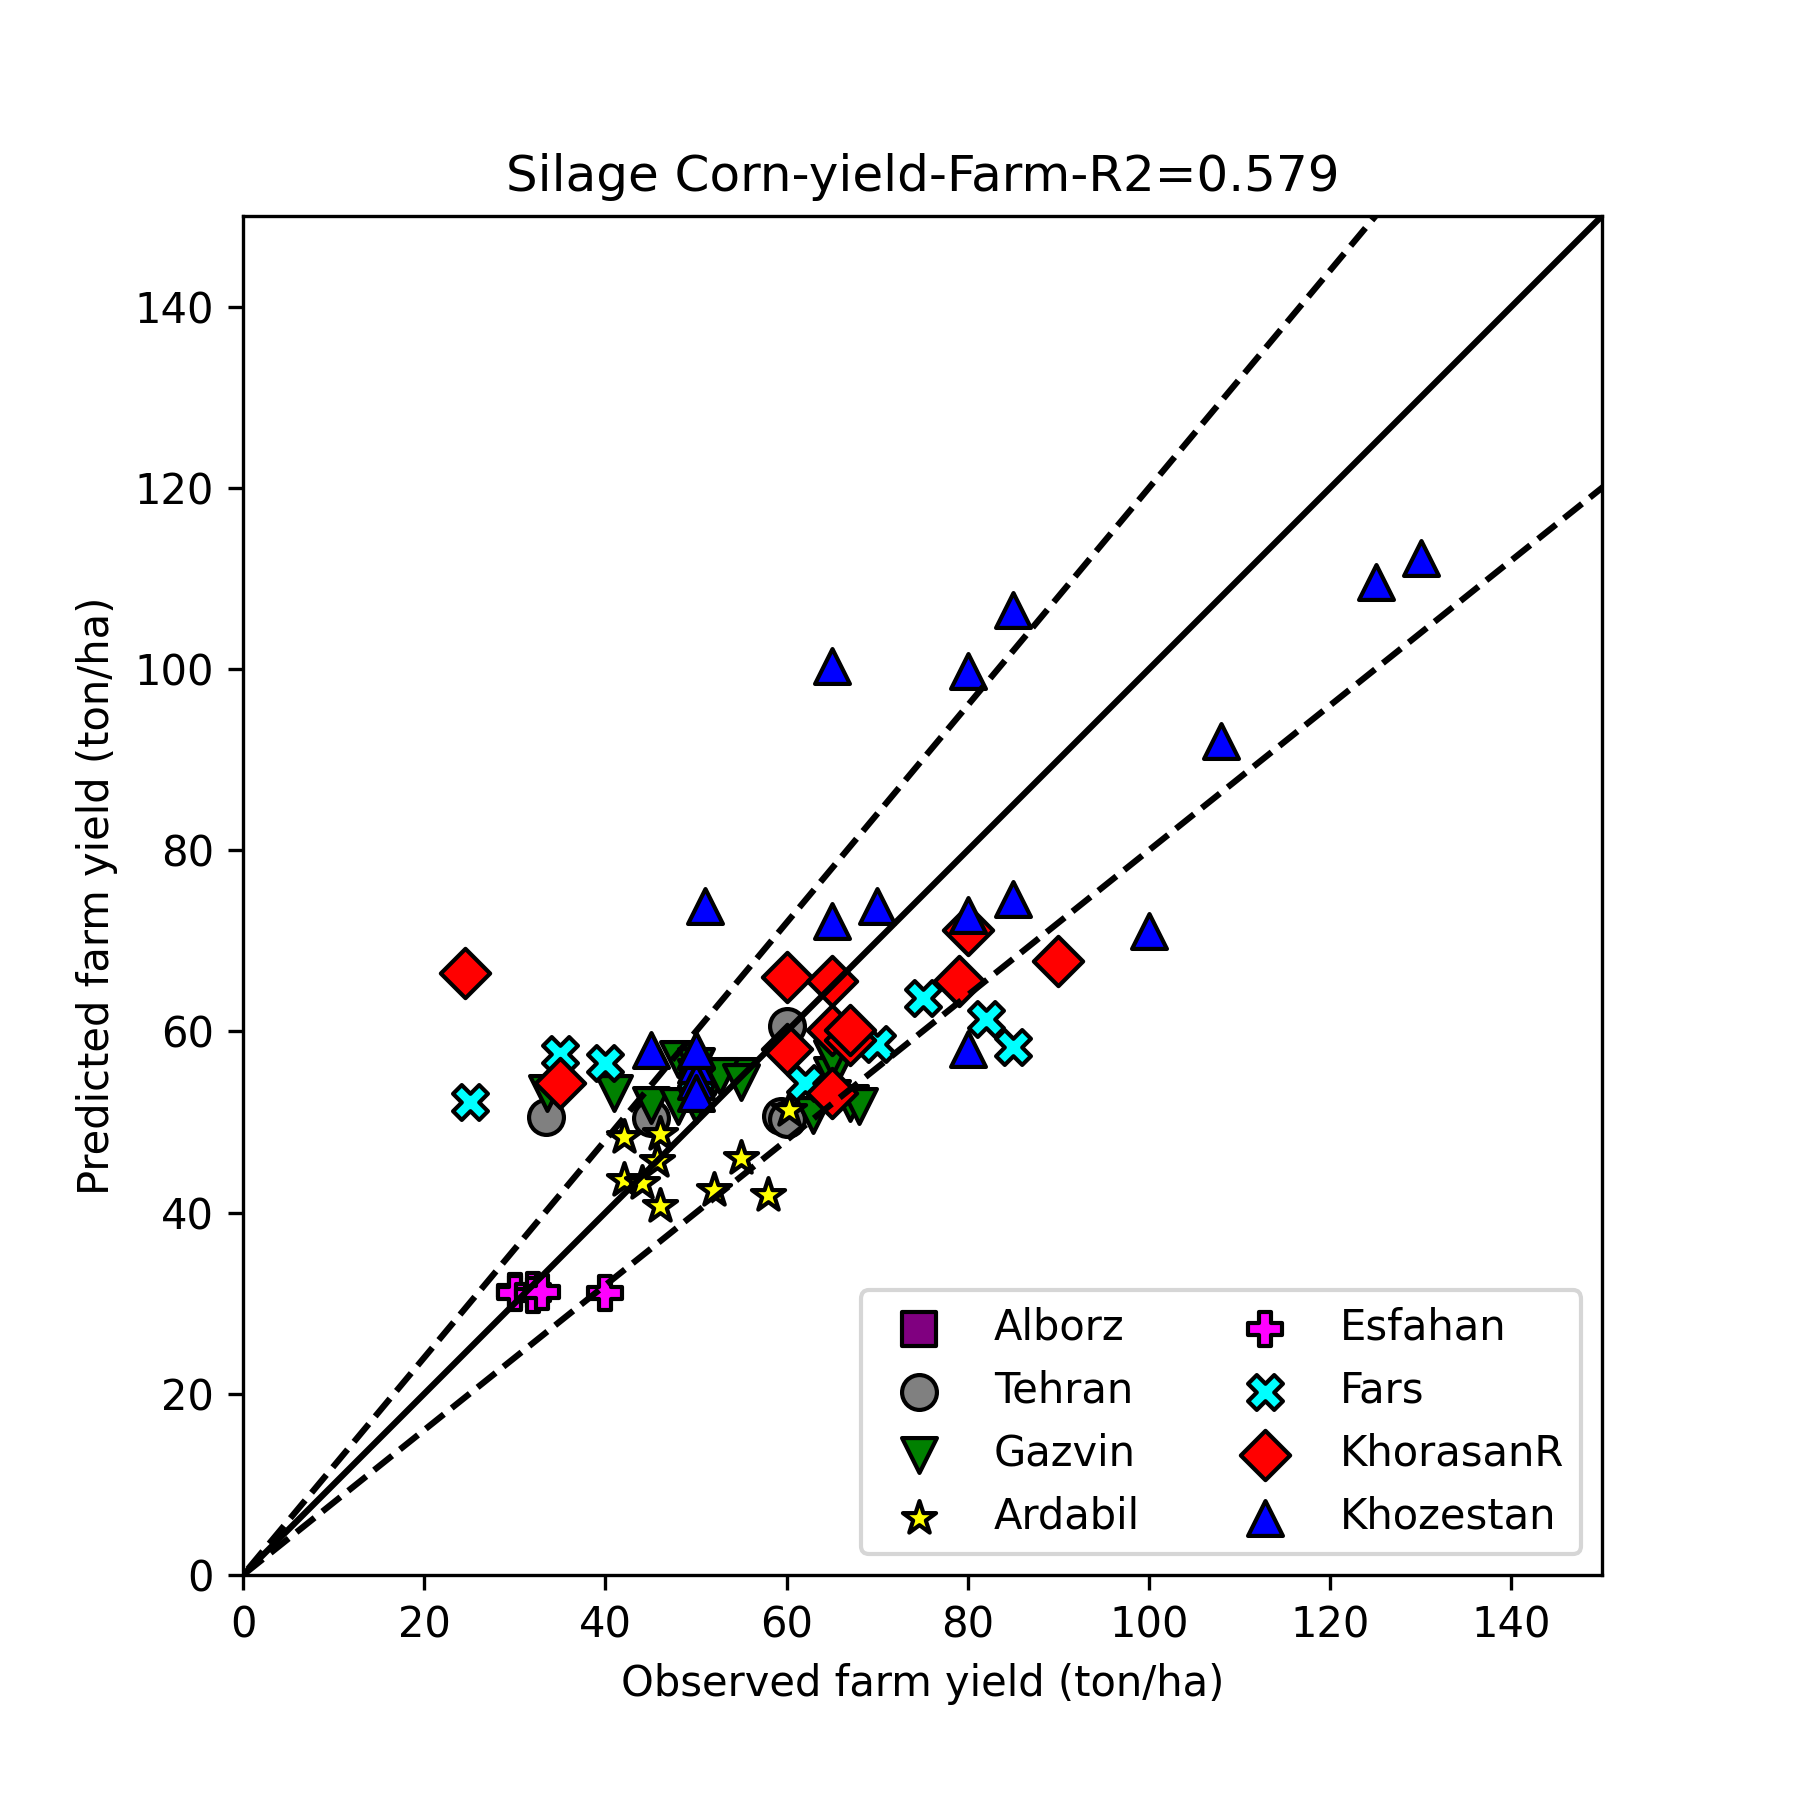 Silage Corn-yield-Farm-R2=0.579
140
120
100
80
60
40
20
0
Predicted farm yield (ton/ha)
0 20 40 60 80 100 120 140
Observed farm yield (ton/ha)
Alborz
Tehran
Gazvin
Ardabil
Esfahan
Fars
KhorasanR
Khozestan